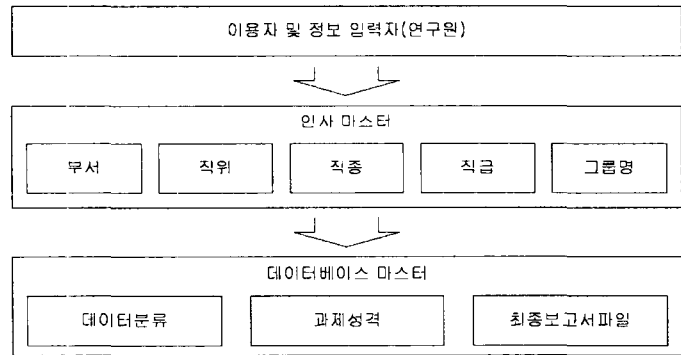 이용자 및 정보 입력자(연구원)
인사 마스터
부서 직위 직종 직급 그룹명
데이터베이스 마스터
데이터분류 과제성격 최종보고서파일